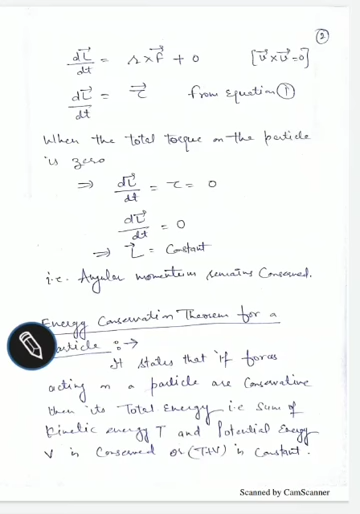 (2)
dL⃗/dt = r × F⃗ + 0 [v⃗ × v⃗ = 0]
dL⃗/dt = τ⃗ from equation (1)
When the total torque on the particle
is zero
⇒ dL⃗/dt = τ = 0
dL⃗/dt = 0
⇒ L⃗ = Constant
i.e. Angular momentum remains Conserved.
Energy Conservation Theorem for a
article :→
It states that if forces
acting on a particle are Conservative
then its Total Energy i.e sum of
Kinetic energy T and Potential Energy
V is Conserved or (T+V) is Constant.
Scanned by CamScanner